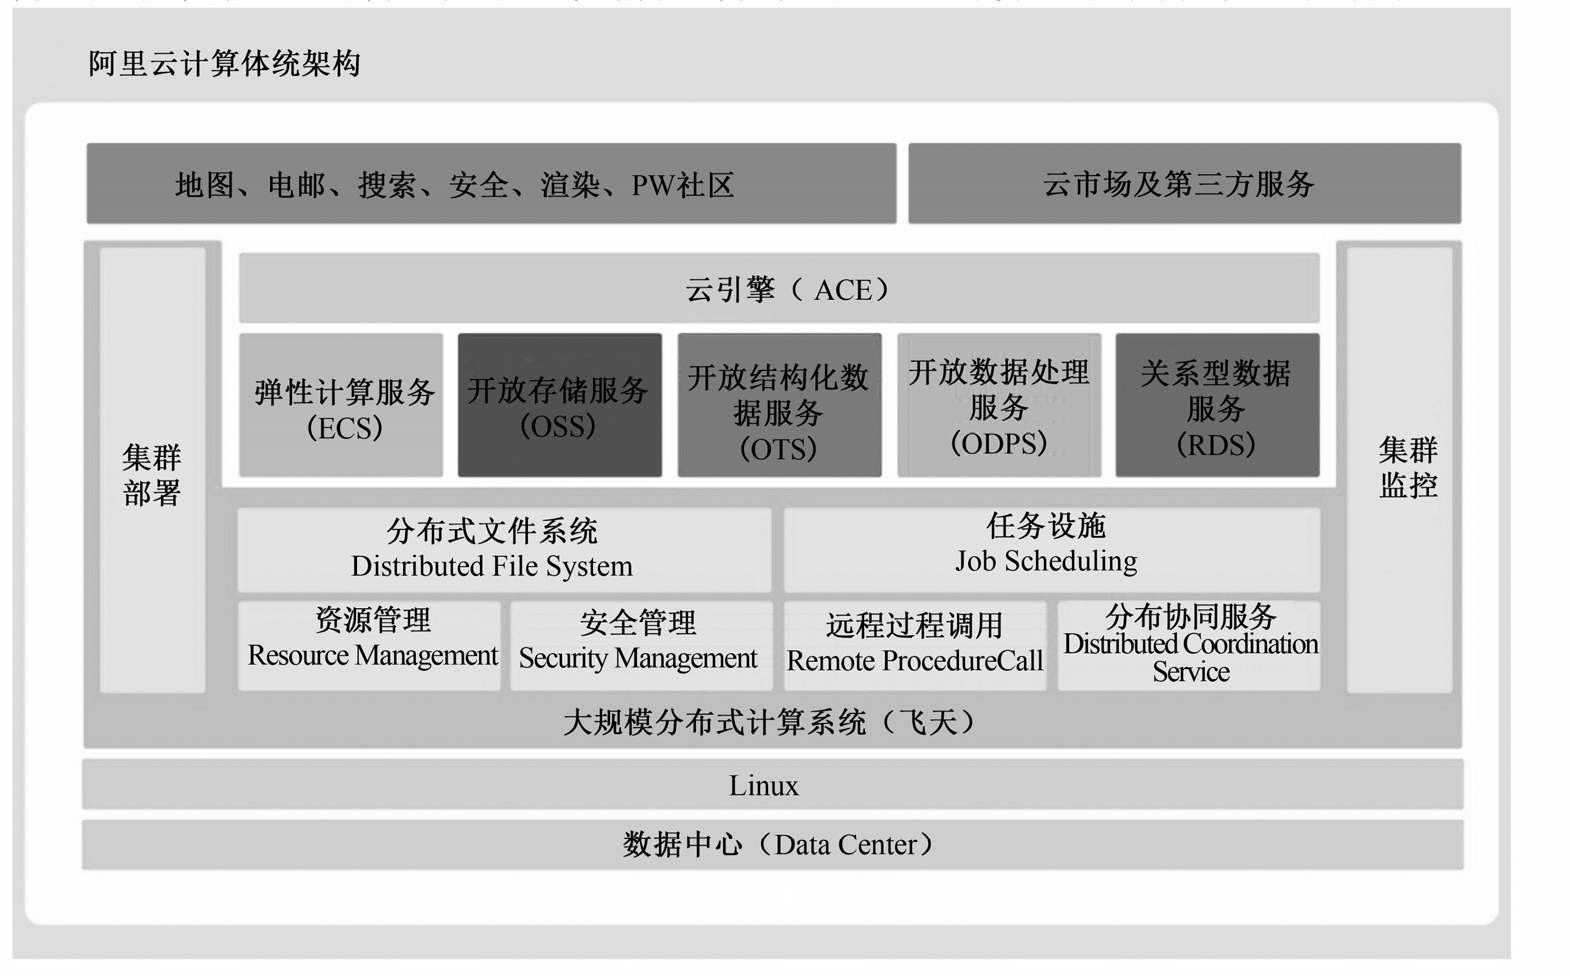 阿里云计算体统架构
地图、电邮、搜索、安全、渲染、PW社区
云市场及第三方服务
云引擎（ ACE）
弹性计算服务
(ECS)
开放存储服务
(OSS)
开放结构化数
据服务
(OTS)
开放数据处理
服务
(ODPS)
关系型数据
服务
(RDS)
集群
部署
集群
监控
分布式文件系统
Distributed File System
任务设施
Job Scheduling
资源管理
Resource Management
安全管理
Security Management
远程过程调用
Remote ProcedureCall
分布协同服务
Distributed Coordination
Service
大规模分布式计算系统（飞天）
Linux
数据中心（Data Center）